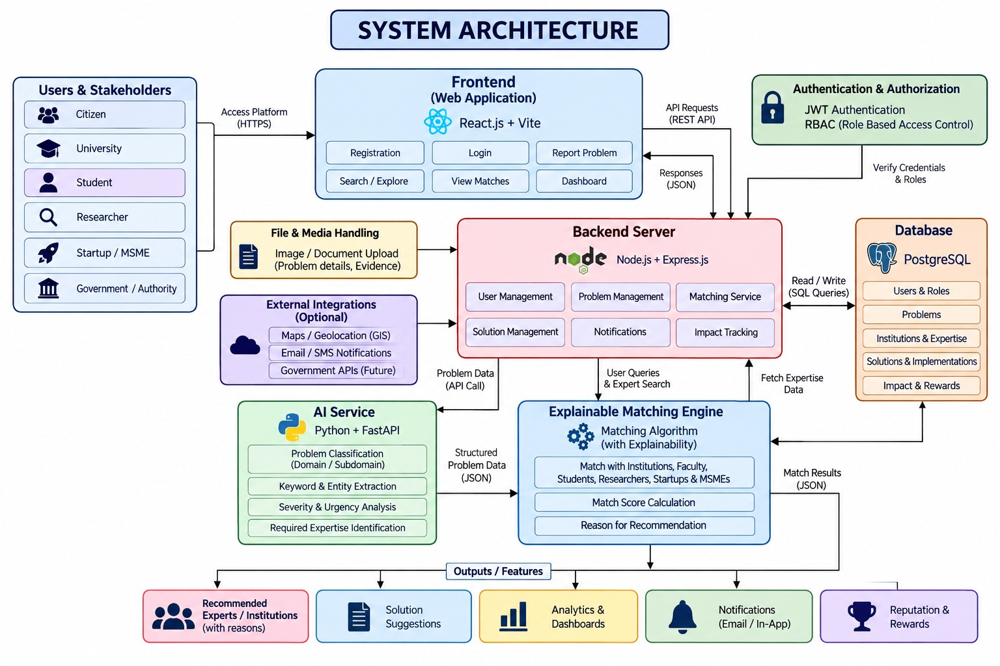 SYSTEM ARCHITECTURE
Users & Stakeholders
Citizen
University
Student
Researcher
Startup / MSME
Government / Authority
Access Platform
(HTTPS)
Frontend
(Web Application)
React.js + Vite
Registration
Login
Report Problem
Search / Explore
View Matches
Dashboard
API Requests
(REST API)
Responses
(JSON)
Authentication & Authorization
JWT Authentication
RBAC (Role Based Access Control)
Verify Credentials
& Roles
File & Media Handling
Image / Document Upload
(Problem details, Evidence)
External Integrations
(Optional)
Maps / Geolocation (GIS)
Email / SMS Notifications
Government APIs (Future)
Backend Server
node
Node.js + Express.js
User Management
Problem Management
Matching Service
Solution Management
Notifications
Impact Tracking
Read / Write
(SQL Queries)
Database
PostgreSQL
Users & Roles
Problems
Institutions & Expertise
Solutions & Implementations
Impact & Rewards
Problem Data
(API Call)
User Queries
& Expert Search
Fetch Expertise
Data
AI Service
Python + FastAPI
Problem Classification
(Domain / Subdomain)
Keyword & Entity Extraction
Severity & Urgency Analysis
Required Expertise Identification
Structured
Problem Data
(JSON)
Explainable Matching Engine
Matching Algorithm
(with Explainability)
Match with Institutions, Faculty,
Students, Researchers, Startups & MSMEs
Match Score Calculation
Reason for Recommendation
Match Results
(JSON)
Outputs / Features
Recommended
Experts / Institutions
(with reasons)
Solution
Suggestions
Analytics &
Dashboards
Notifications
(Email / In-App)
Reputation &
Rewards